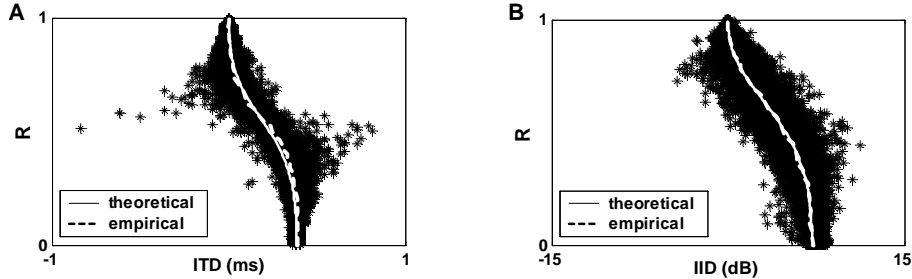 A
1
R
0
theoretical
empirical
-1
ITD (ms)
1
B
1
R
0
theoretical
empirical
-15
IID (dB)
15